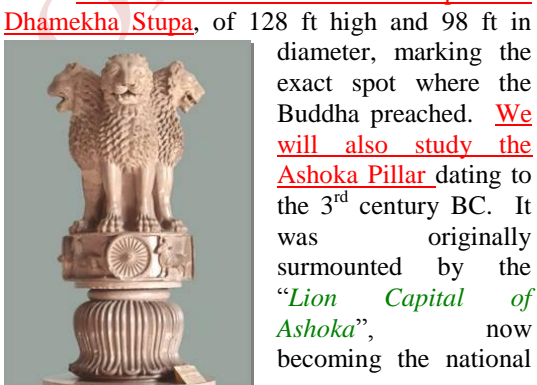 Dhamekha Stupa, of 128 ft high and 98 ft in
diameter, marking the
exact spot where the
Buddha preached. We
will also study the
Ashoka Pillar dating to
the 3rd century BC. It
was originally
surmounted by the
“Lion Capital of
Ashoka”, now
becoming the national